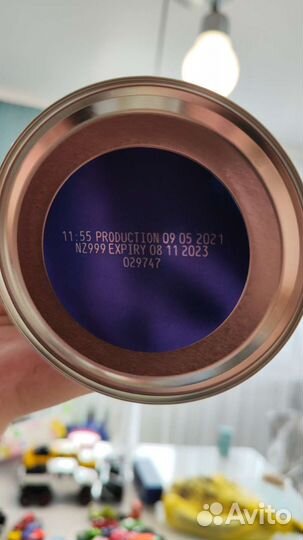 11:55 PRODUCTION 09 05 2021
NZ999 EXPIRY 08 11 2023
029747
Avito